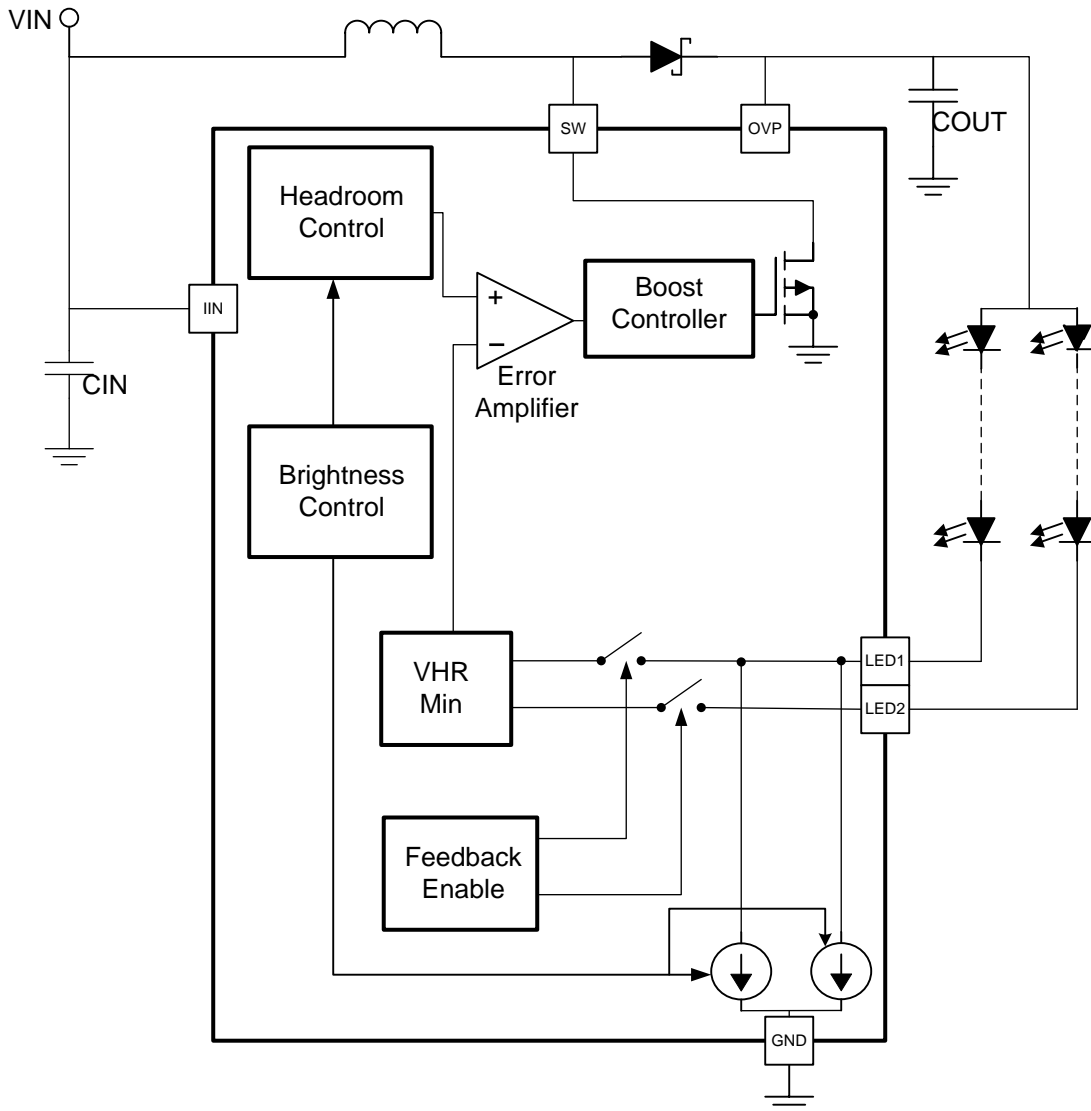 VIN
SW
OVP
COUT
Headroom
Control
+
−
Boost
Controller
IIN
Error
Amplifier
CIN
Brightness
Control
VHR
Min
LED1
LED2
Feedback
Enable
GND